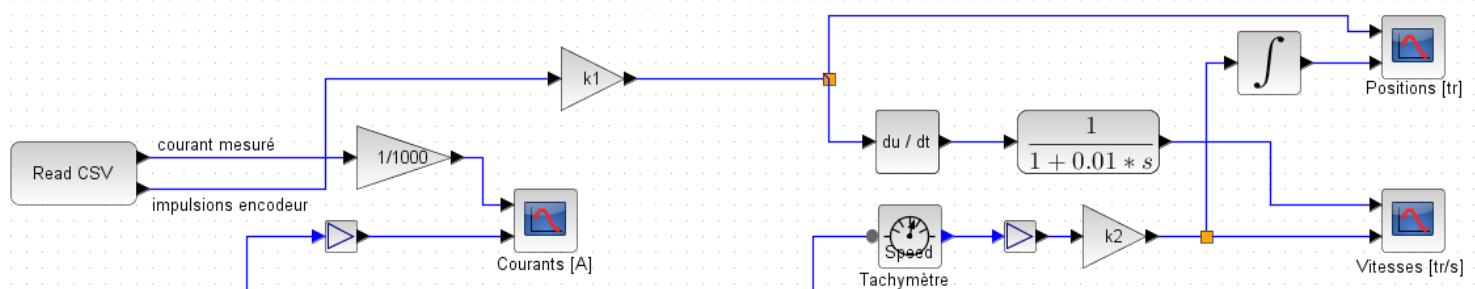 k1
Positions [tr]
courant mesuré
1/1000
Read CSV
impulsions encodeur
Courants [A]
du / dt
1
1 + 0.01 * s
Speed
Tachymètre
k2
∫
Vitesses [tr/s]